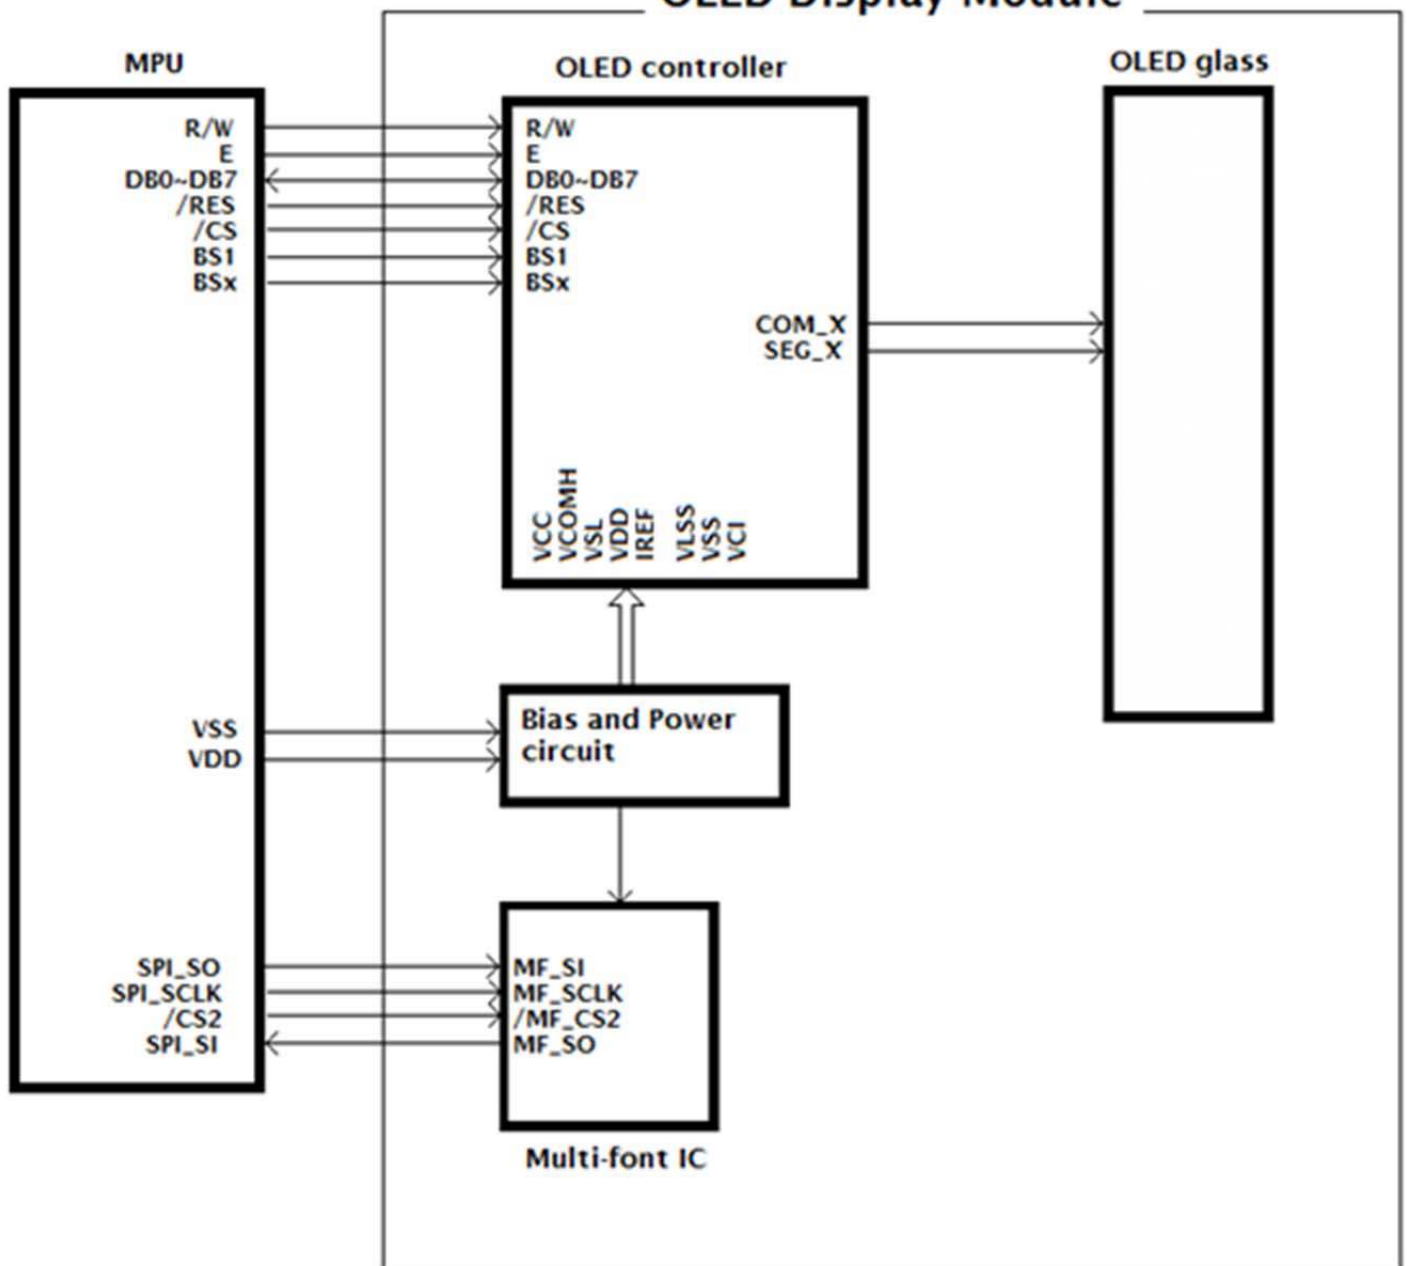 OLED Display Module
MPU
OLED controller
OLED glass
R/W
E
DB0~DB7
/RES
/CS
BS1
BSx
R/W
E
DB0~DB7
/RES
/CS
BS1
BSx
COM_X
SEG_X
VCC
VCOMH
VSL
VDD
IREF
VLSS
VSS
VCI
VSS
VDD
Bias and Power
circuit
SPI_SO
SPI_SCLK
/CS2
SPI_SI
MF_SI
MF_SCLK
/MF_CS2
MF_SO
Multi-font IC